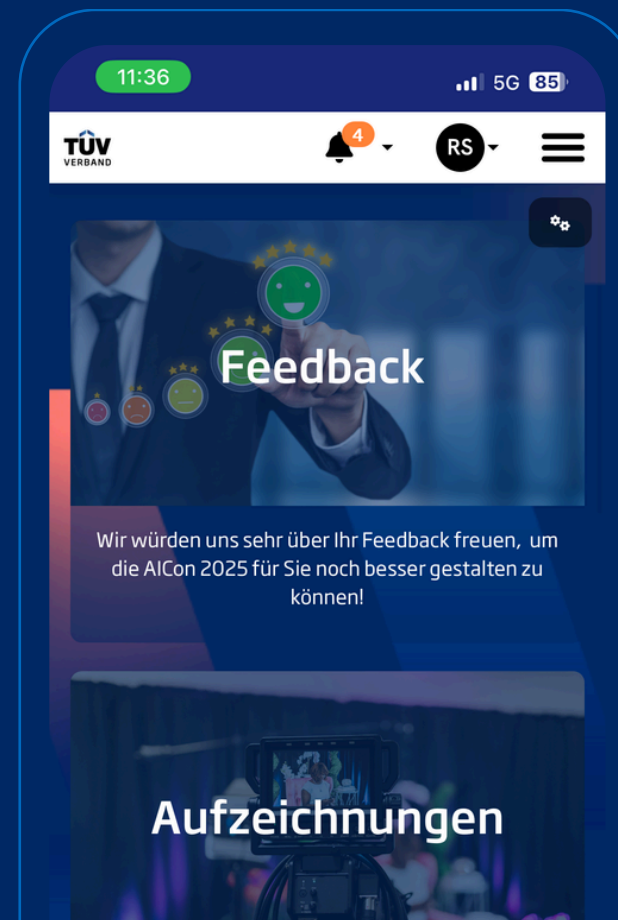 11:36
5G 85
TÜV
VERBAND
4
RS
Feedback
Wir würden uns sehr über Ihr Feedback freuen, um
die AICon 2025 für Sie noch besser gestalten zu
können!
Aufzeichnungen